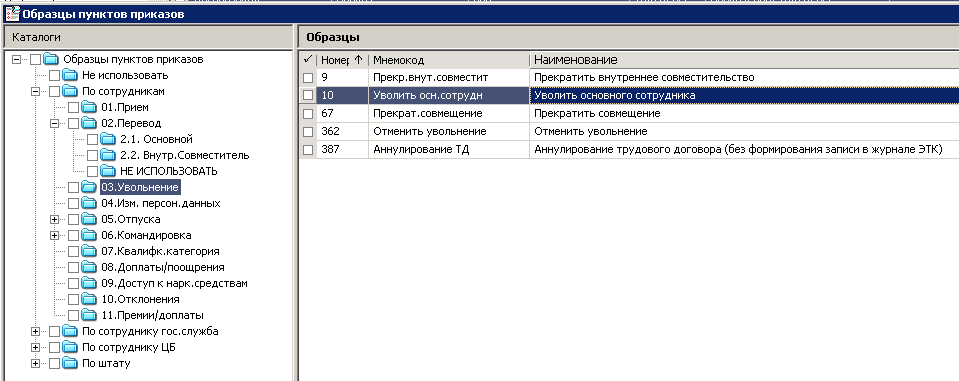 Образцы пунктов приказов
Каталоги
Образцы пунктов приказов
Не использовать
По сотрудникам
01.Прием
02.Перевод
2.1. Основной
2.2. Внутр.Совместитель
НЕ ИСПОЛЬЗОВАТЬ
03.Увольнение
04.Изм. персон.данных
05.Отпуска
06.Командировка
07.Квалифк.категория
08.Доплаты/поощрения
09.Доступ к нарк.средствам
10.Отклонения
11.Премии/доплаты
По сотруднику гос.служба
По сотруднику ЦБ
По штату
Образцы
Номер Мнемокод Наименование
9 Прекр.внут.совместит Прекратить внутреннее совместительство
10 Уволить осн.сотрудн Уволить основного сотрудника
67 Прекрат.совмещение Прекратить совмещение
362 Отменить увольнение Отменить увольнение
387 Аннулирование ТД Аннулирование трудового договора (без формирования записи в журнале ЭТК)